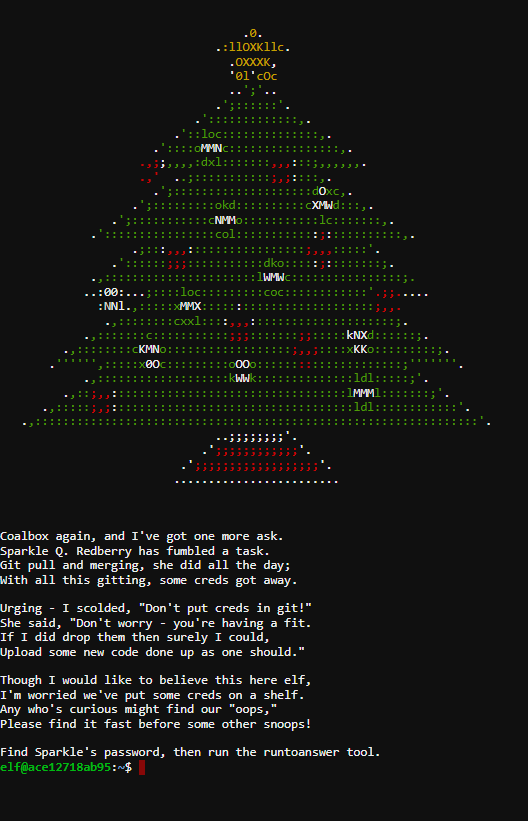 Coalbox again, and I've got one more ask.
Sparkle Q. Redberry has fumbled a task.
Git pull and merging, she did all the day;
With all this gitting, some creds got away.
Urging - I scolded, "Don't put creds in git!"
She said, "Don't worry - you're having a fit.
If I did drop them then surely I could,
Upload some new code done up as one should."
Though I would like to believe this here elf,
I'm worried we've put some creds on a shelf.
Any who's curious might find our "oops,"
Please find it fast before some other snoops!
Find Sparkle's password, then run the runtoanswer tool.
elf@ace12718ab95:~$